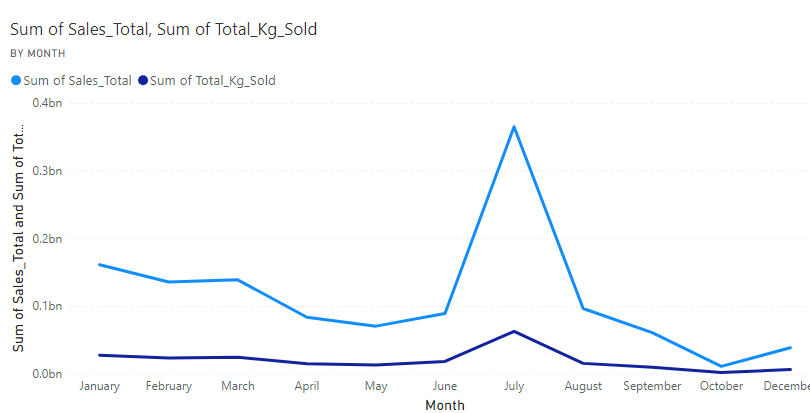 Sum of Sales_Total, Sum of Total_Kg_Sold
BY MONTH
Sum of Sales_Total Sum of Total_Kg_Sold
Sum of Sales_Total and Sum of Tot...
0.4bn
0.3bn
0.2bn
0.1bn
0.0bn
January February March April May June July August September October Decembe
Month